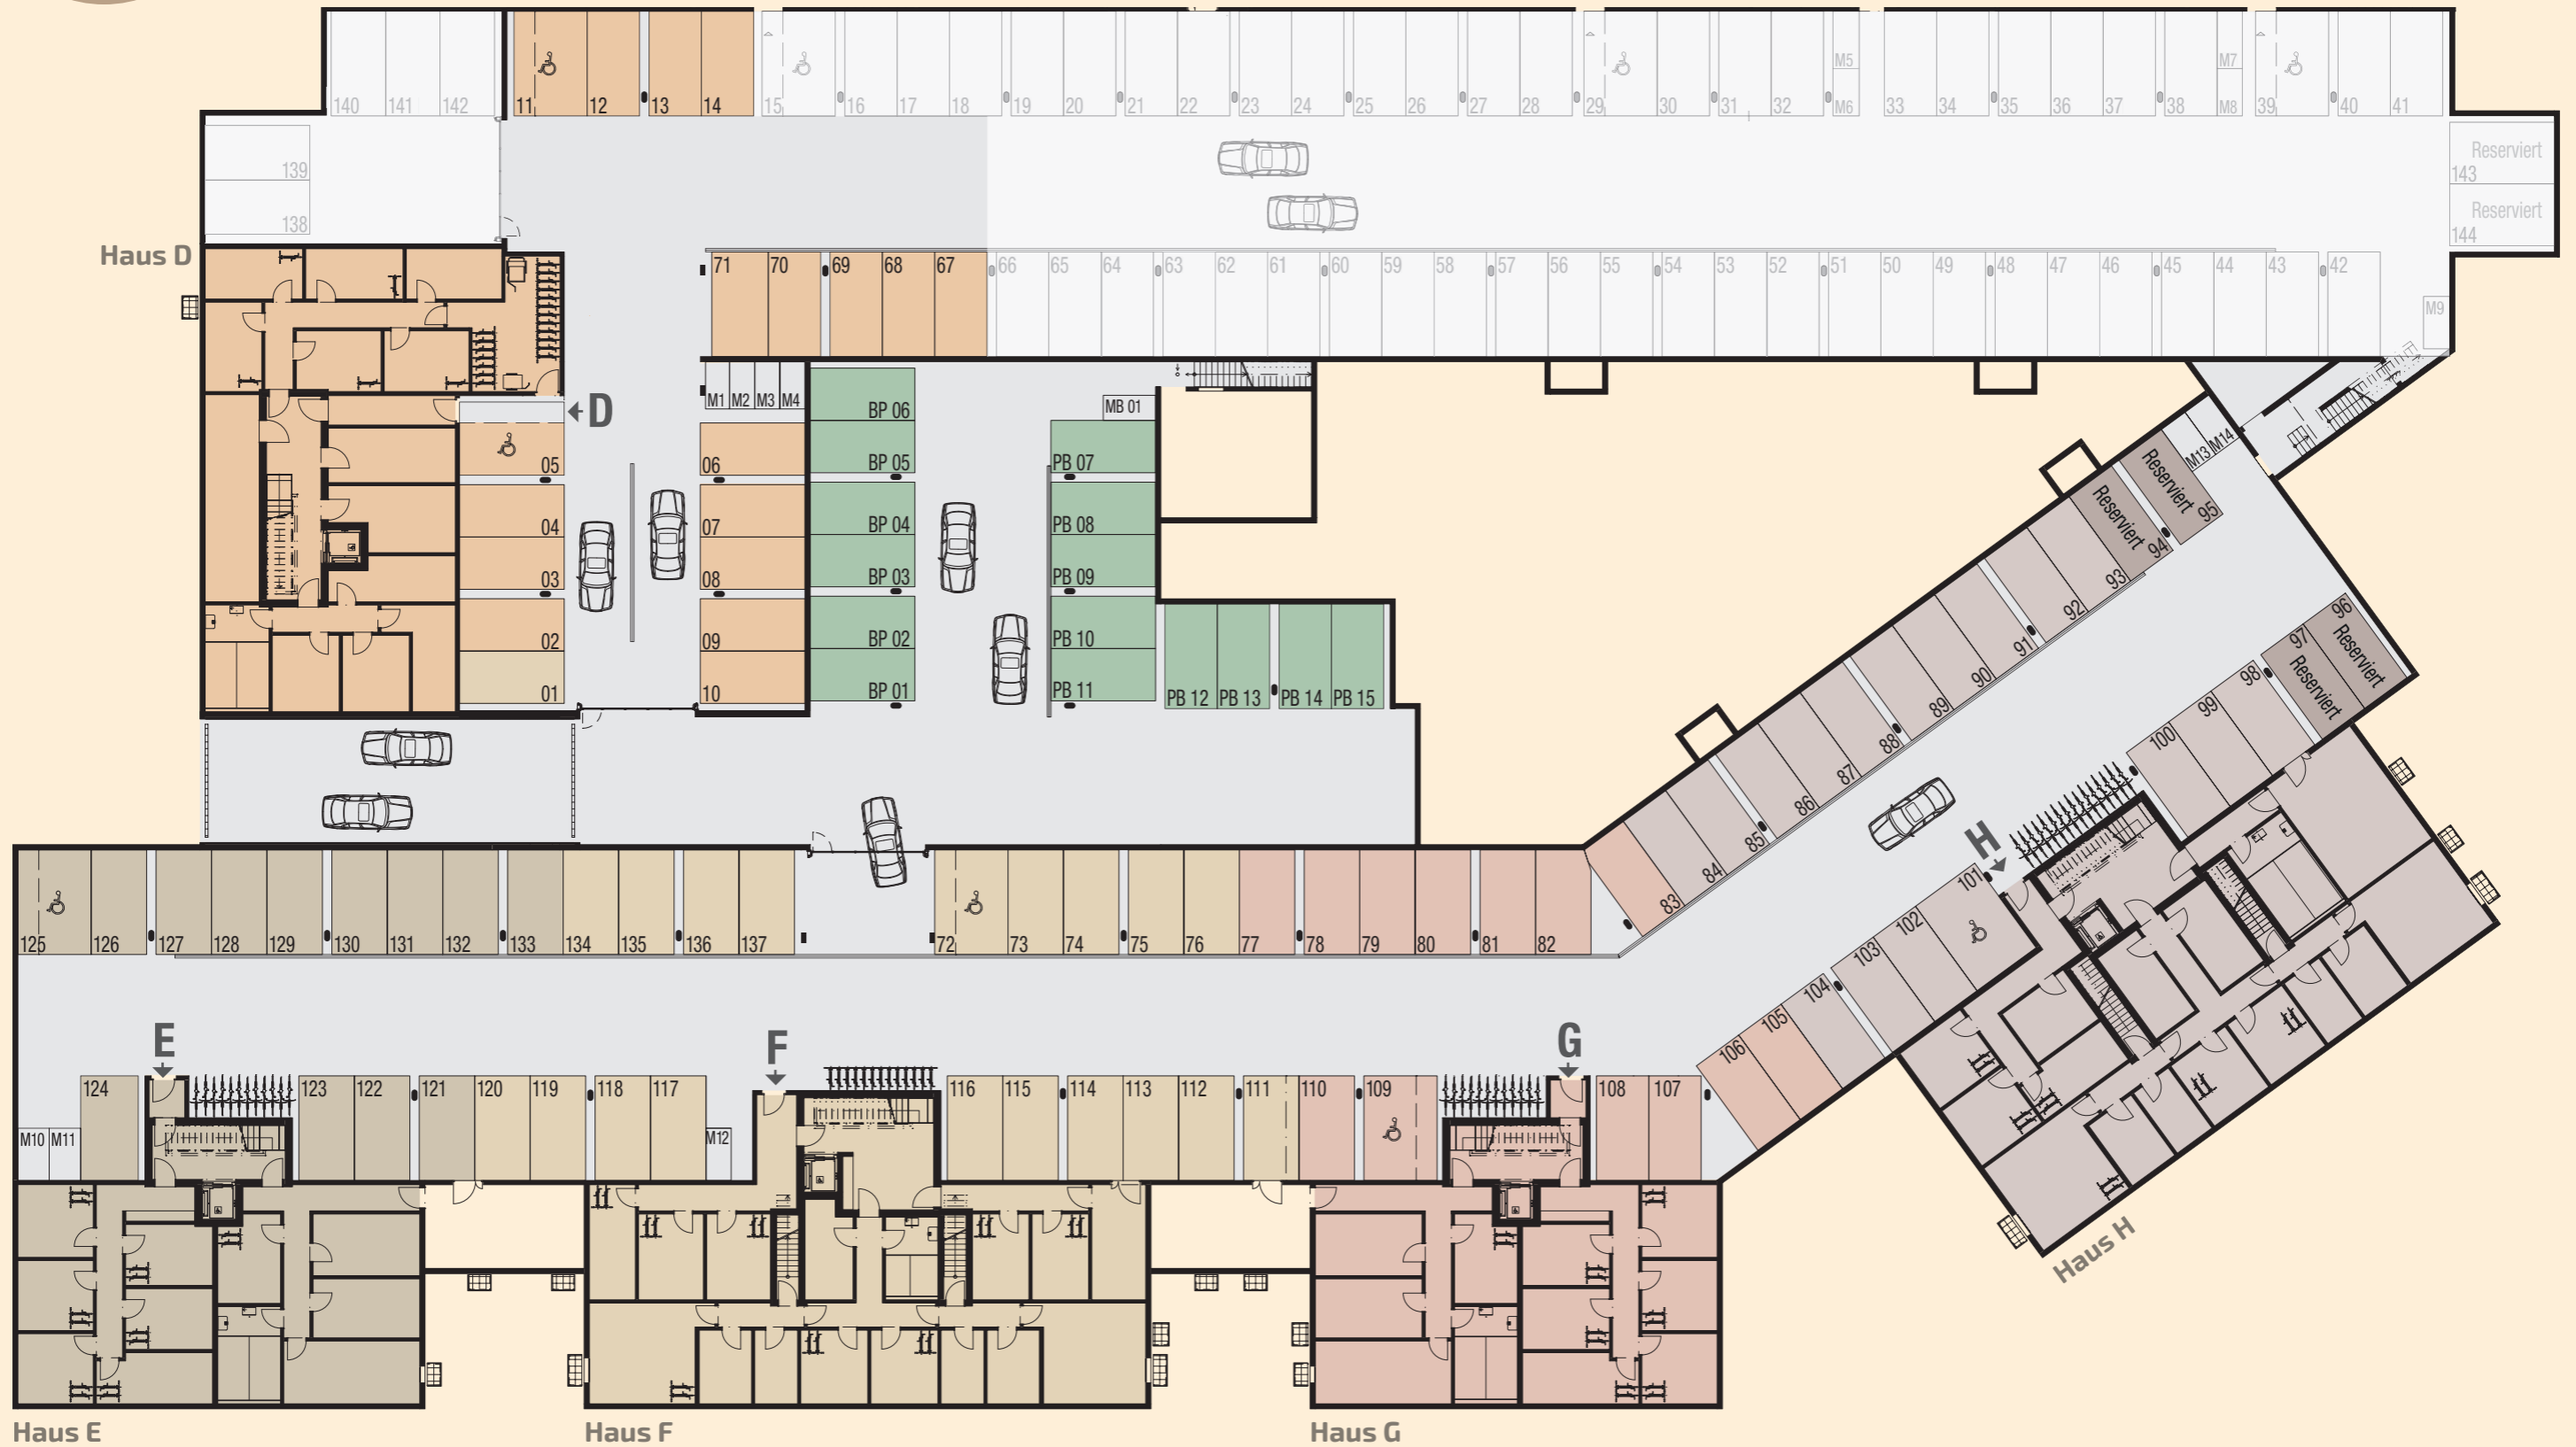 140 141 142 11 12 13 14 15 16 17 18 19 20 21 22 23 24 25 26 27 28 29 30 31 32 M5 M6 33 34 35 36 37 38 M7 M8 39 40 41
139
138
Reserviert
143
Reserviert
144
Haus D
71 70 69 68 67 66 65 64 63 62 61 60 59 58 57 56 55 54 53 52 51 50 49 48 47 46 45 44 43 42
M9
M1 M2 M3 M4
D
05
04
03
02
01
06
07
08
09
10
BP 06
BP 05
BP 04
BP 03
BP 02
BP 01
MB 01
PB 07
PB 08
PB 09
PB 10
PB 11
PB 12 PB 13 PB 14 PB 15
M13 M14
Reserviert
95
Reserviert
94
93
92
91
90
89
88
87
86
85
84
83
96
Reserviert
97
Reserviert
98
99
100
H
101
102
103
104
105
106
125 126 127 128 129 130 131 132 133 134 135 136 137 72 73 74 75 76 77 78 79 80 81 82
E
F
G
124 123 122 121 120 119 118 117 116 115 114 113 112 111 110 109 108 107
M10 M11
M12
Haus H
Haus E
Haus F
Haus G